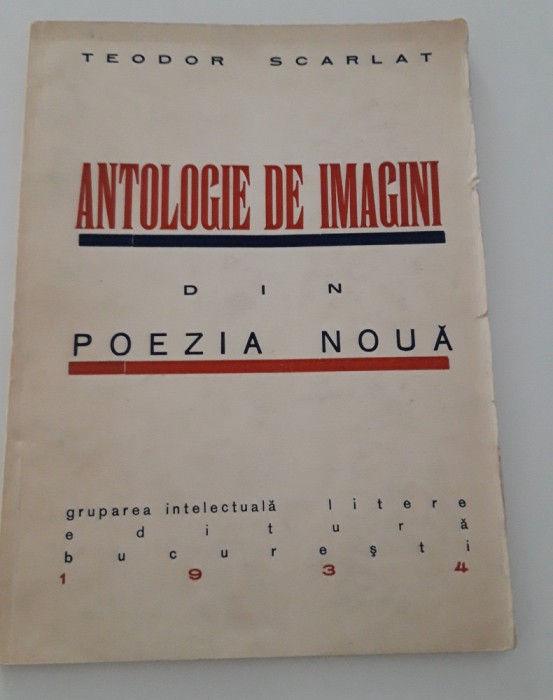 TEODOR SCARLAT
ANTOLOGIE DE IMAGINI
DIN
POEZIA NOUĂ
gruparea intelectuală litere
editură
bucurești
1934